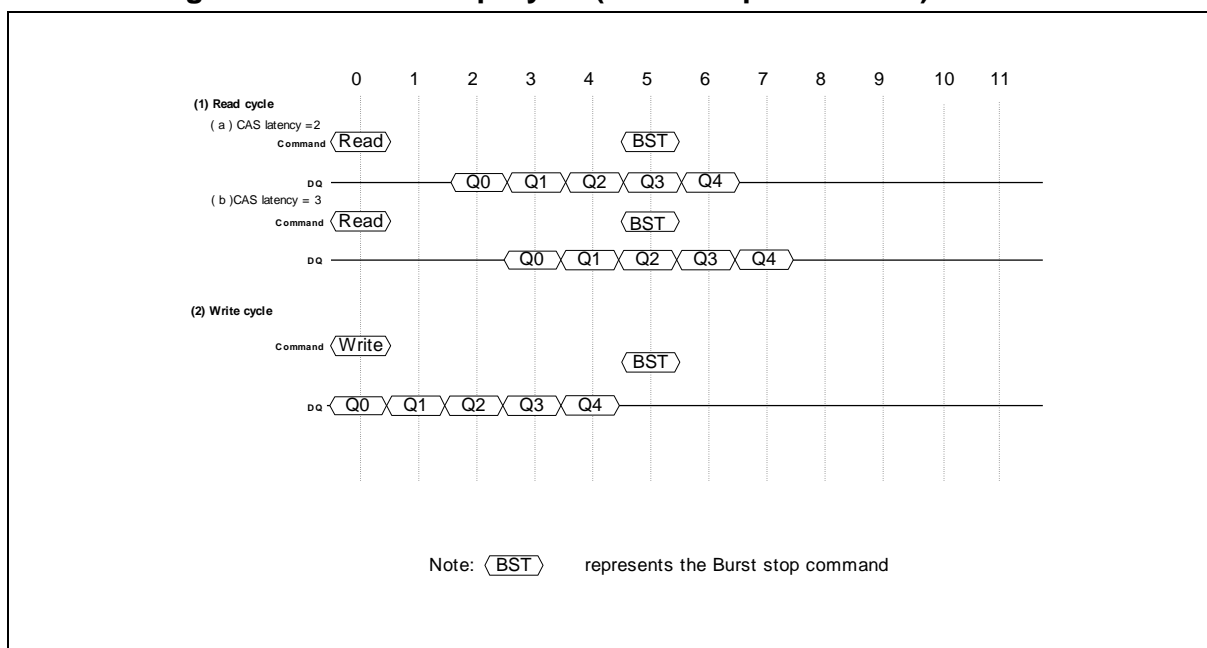 0 1 2 3 4 5 6 7 8 9 10 11
(1) Read cycle
( a ) CAS latency =2
Command Read BST
DQ Q0 Q1 Q2 Q3 Q4
( b )CAS latency = 3
Command Read BST
DQ Q0 Q1 Q2 Q3 Q4
(2) Write cycle
Command Write BST
DQ Q0 Q1 Q2 Q3 Q4
Note: BST represents the Burst stop command